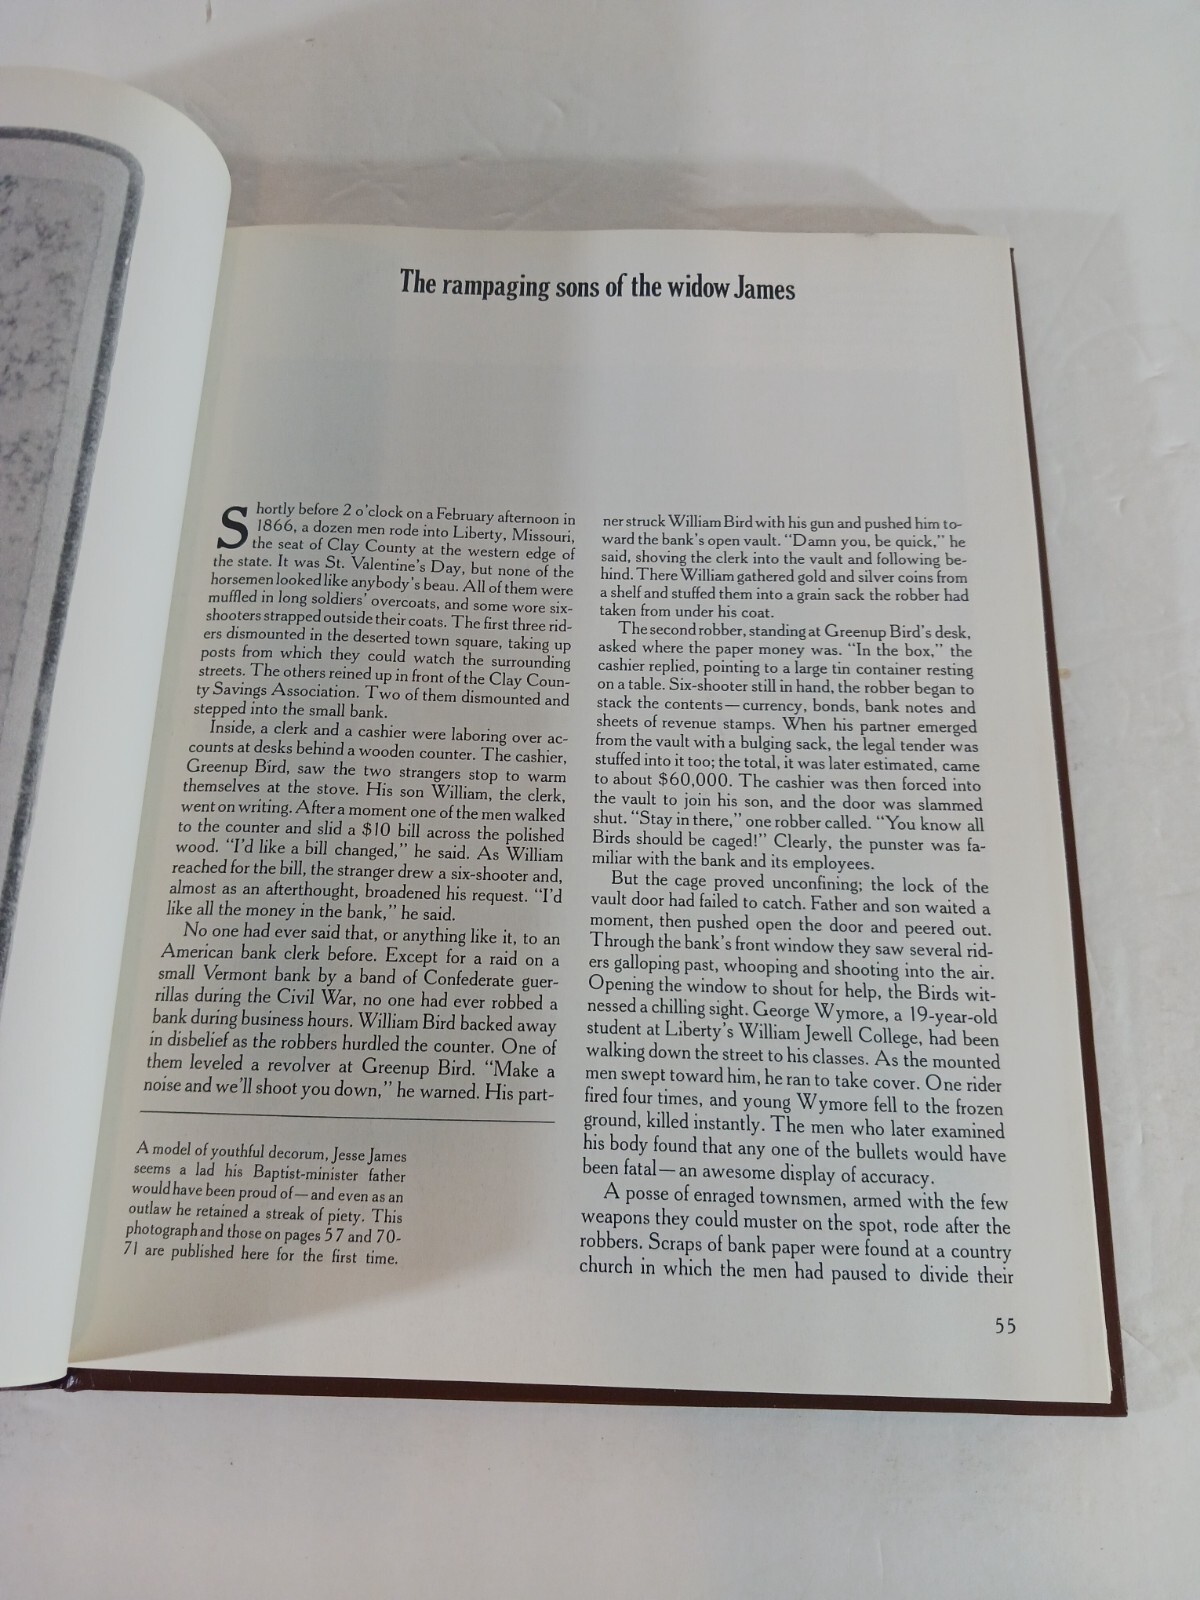 The rampaging sons of the widow James
Shortly before 2 o'clock on a February afternoon in
1866, a dozen men rode into Liberty, Missouri,
the seat of Clay County at the western edge of
the state. It was St. Valentine's Day, but none of the
horsemen looked like anybody's beau. All of them were
muffled in long soldiers' overcoats, and some wore six-
shooters strapped outside their coats. The first three rid-
ers dismounted in the deserted town square, taking up
posts from which they could watch the surrounding
streets. The others reined up in front of the Clay Coun-
ty Savings Association. Two of them dismounted and
stepped into the small bank.
Inside, a clerk and a cashier were laboring over ac-
counts at desks behind a wooden counter. The cashier,
Greenup Bird, saw the two strangers stop to warm
themselves at the stove. His son William, the clerk,
went on writing. After a moment one of the men walked
to the counter and slid a $10 bill across the polished
wood. "I'd like a bill changed," he said. As William
reached for the bill, the stranger drew a six-shooter and,
almost as an afterthought, broadened his request. "I'd
like all the money in the bank," he said.
No one had ever said that, or anything like it, to an
American bank clerk before. Except for a raid on a
small Vermont bank by a band of Confederate guer-
rillas during the Civil War, no one had ever robbed a
bank during business hours. William Bird backed away
in disbelief as the robbers hurdled the counter. One of
them leveled a revolver at Greenup Bird. "Make a
noise and we'll shoot you down," he warned. His part-
A model of youthful decorum, Jesse James
seems a lad his Baptist-minister father
would have been proud of—and even as an
outlaw he retained a streak of piety. This
photograph and those on pages 57 and 70-
71 are published here for the first time.
ner struck William Bird with his gun and pushed him to-
ward the bank's open vault. "Damn you, be quick," he
said, shoving the clerk into the vault and following be-
hind. There William gathered gold and silver coins from
a shelf and stuffed them into a grain sack the robber had
taken from under his coat.
The second robber, standing at Greenup Bird's desk,
asked where the paper money was. "In the box," the
cashier replied, pointing to a large tin container resting
on a table. Six-shooter still in hand, the robber began to
stack the contents—currency, bonds, bank notes and
sheets of revenue stamps. When his partner emerged
from the vault with a bulging sack, the legal tender was
stuffed into it too; the total, it was later estimated, came
to about $60,000. The cashier was then forced into
the vault to join his son, and the door was slammed
shut. "Stay in there," one robber called. "You know all
Birds should be caged!" Clearly, the punster was fa-
miliar with the bank and its employees.
But the cage proved unconfining; the lock of the
vault door had failed to catch. Father and son waited a
moment, then pushed open the door and peered out.
Through the bank's front window they saw several rid-
ers galloping past, whooping and shooting into the air.
Opening the window to shout for help, the Birds wit-
nessed a chilling sight. George Wymore, a 19-year-old
student at Liberty's William Jewell College, had been
walking down the street to his classes. As the mounted
men swept toward him, he ran to take cover. One rider
fired four times, and young Wymore fell to the frozen
ground, killed instantly. The men who later examined
his body found that any one of the bullets would have
been fatal—an awesome display of accuracy.
A posse of enraged townsmen, armed with the few
weapons they could muster on the spot, rode after the
robbers. Scraps of bank paper were found at a country
church in which the men had paused to divide their
55